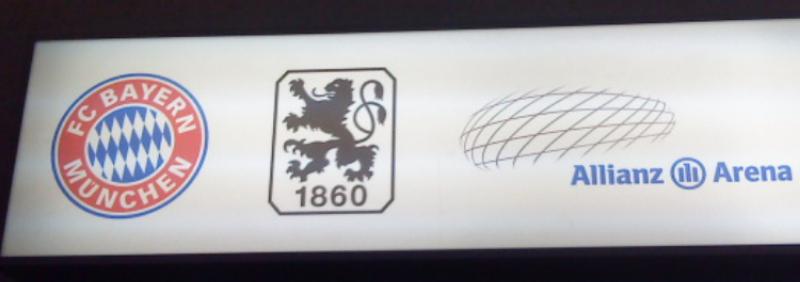 FC BAYERN
MÜNCHEN
1860
Allianz Arena